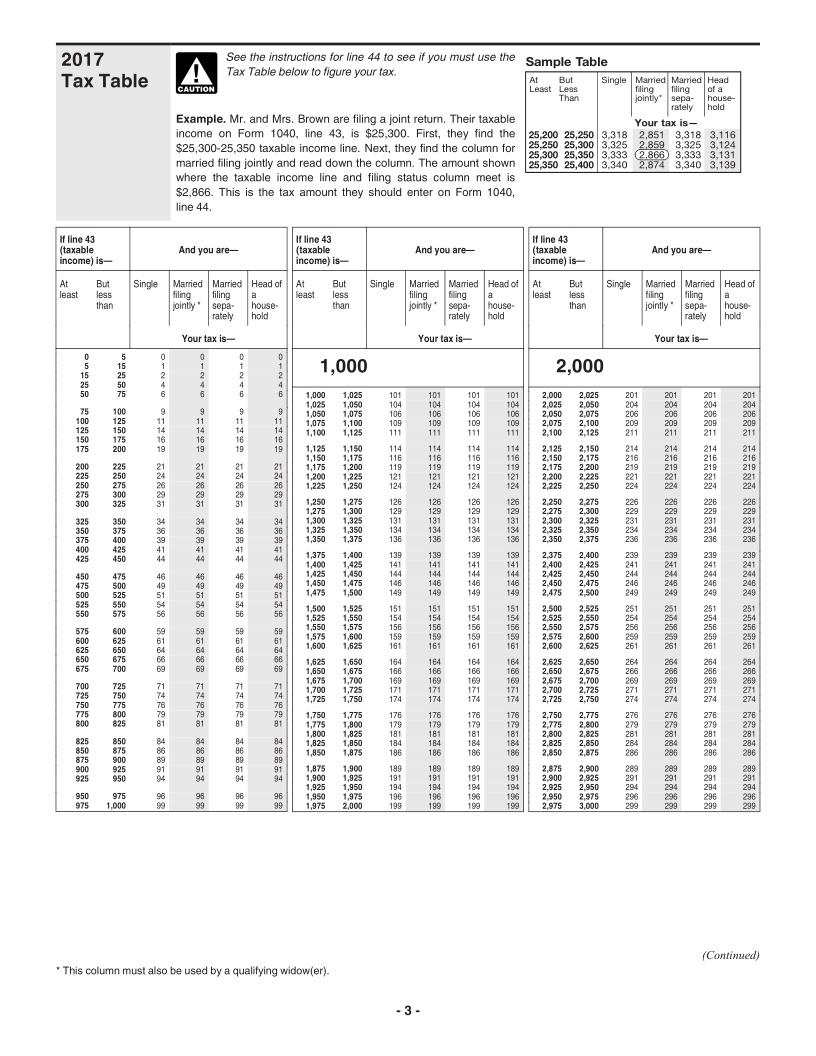 2017
Tax Table
CAUTION
See the instructions for line 44 to see if you must use the
Tax Table below to figure your tax.
Example. Mr. and Mrs. Brown are filing a joint return. Their taxable
income on Form 1040, line 43, is $25,300. First, they find the
$25,300-25,350 taxable income line. Next, they find the column for
married filing jointly and read down the column. The amount shown
where the taxable income line and filing status column meet is
$2,866. This is the tax amount they should enter on Form 1040,
line 44.
Sample Table
At But Single Married Married Head
Least Less filing filing of a
Than jointly* sepa- house-
rately hold
Your tax is—
25,200 25,250 3,318 2,851 3,318 3,116
25,250 25,300 3,325 2,859 3,325 3,124
25,300 25,350 3,333 2,866 3,333 3,131
25,350 25,400 3,340 2,874 3,340 3,139
If line 43
(taxable And you are—
income) is—
At But Single Married Married Head of
least less filing filing a
than jointly * sepa- house-
rately hold
Your tax is—
0 5 0 0 0 0
5 15 1 1 1 1
15 25 2 2 2 2
25 50 4 4 4 4
50 75 6 6 6 6
75 100 9 9 9 9
100 125 11 11 11 11
125 150 14 14 14 14
150 175 16 16 16 16
175 200 19 19 19 19
200 225 21 21 21 21
225 250 24 24 24 24
250 275 26 26 26 26
275 300 29 29 29 29
300 325 31 31 31 31
325 350 34 34 34 34
350 375 36 36 36 36
375 400 39 39 39 39
400 425 41 41 41 41
425 450 44 44 44 44
450 475 46 46 46 46
475 500 49 49 49 49
500 525 51 51 51 51
525 550 54 54 54 54
550 575 56 56 56 56
575 600 59 59 59 59
600 625 61 61 61 61
625 650 64 64 64 64
650 675 66 66 66 66
675 700 69 69 69 69
700 725 71 71 71 71
725 750 74 74 74 74
750 775 76 76 76 76
775 800 79 79 79 79
800 825 81 81 81 81
825 850 84 84 84 84
850 875 86 86 86 86
875 900 89 89 89 89
900 925 91 91 91 91
925 950 94 94 94 94
950 975 96 96 96 96
975 1,000 99 99 99 99
If line 43
(taxable And you are—
income) is—
At But Single Married Married Head of
least less filing filing a
than jointly * sepa- house-
rately hold
Your tax is—
1,000
1,000 1,025 101 101 101 101
1,025 1,050 104 104 104 104
1,050 1,075 106 106 106 106
1,075 1,100 109 109 109 109
1,100 1,125 111 111 111 111
1,125 1,150 114 114 114 114
1,150 1,175 116 116 116 116
1,175 1,200 119 119 119 119
1,200 1,225 121 121 121 121
1,225 1,250 124 124 124 124
1,250 1,275 126 126 126 126
1,275 1,300 129 129 129 129
1,300 1,325 131 131 131 131
1,325 1,350 134 134 134 134
1,350 1,375 136 136 136 136
1,375 1,400 139 139 139 139
1,400 1,425 141 141 141 141
1,425 1,450 144 144 144 144
1,450 1,475 146 146 146 146
1,475 1,500 149 149 149 149
1,500 1,525 151 151 151 151
1,525 1,550 154 154 154 154
1,550 1,575 156 156 156 156
1,575 1,600 159 159 159 159
1,600 1,625 161 161 161 161
1,625 1,650 164 164 164 164
1,650 1,675 166 166 166 166
1,675 1,700 169 169 169 169
1,700 1,725 171 171 171 171
1,725 1,750 174 174 174 174
1,750 1,775 176 176 176 176
1,775 1,800 179 179 179 179
1,800 1,825 181 181 181 181
1,825 1,850 184 184 184 184
1,850 1,875 186 186 186 186
1,875 1,900 189 189 189 189
1,900 1,925 191 191 191 191
1,925 1,950 194 194 194 194
1,950 1,975 196 196 196 196
1,975 2,000 199 199 199 199
If line 43
(taxable And you are—
income) is—
At But Single Married Married Head of
least less filing filing a
than jointly * sepa- house-
rately hold
Your tax is—
2,000
2,000 2,025 201 201 201 201
2,025 2,050 204 204 204 204
2,050 2,075 206 206 206 206
2,075 2,100 209 209 209 209
2,100 2,125 211 211 211 211
2,125 2,150 214 214 214 214
2,150 2,175 216 216 216 216
2,175 2,200 219 219 219 219
2,200 2,225 221 221 221 221
2,225 2,250 224 224 224 224
2,250 2,275 226 226 226 226
2,275 2,300 229 229 229 229
2,300 2,325 231 231 231 231
2,325 2,350 234 234 234 234
2,350 2,375 236 236 236 236
2,375 2,400 239 239 239 239
2,400 2,425 241 241 241 241
2,425 2,450 244 244 244 244
2,450 2,475 246 246 246 246
2,475 2,500 249 249 249 249
2,500 2,525 251 251 251 251
2,525 2,550 254 254 254 254
2,550 2,575 256 256 256 256
2,575 2,600 259 259 259 259
2,600 2,625 261 261 261 261
2,625 2,650 264 264 264 264
2,650 2,675 266 266 266 266
2,675 2,700 269 269 269 269
2,700 2,725 271 271 271 271
2,725 2,750 274 274 274 274
2,750 2,775 276 276 276 276
2,775 2,800 279 279 279 279
2,800 2,825 281 281 281 281
2,825 2,850 284 284 284 284
2,850 2,875 286 286 286 286
2,875 2,900 289 289 289 289
2,900 2,925 291 291 291 291
2,925 2,950 294 294 294 294
2,950 2,975 296 296 296 296
2,975 3,000 299 299 299 299
(Continued)
* This column must also be used by a qualifying widow(er).
- 3 -